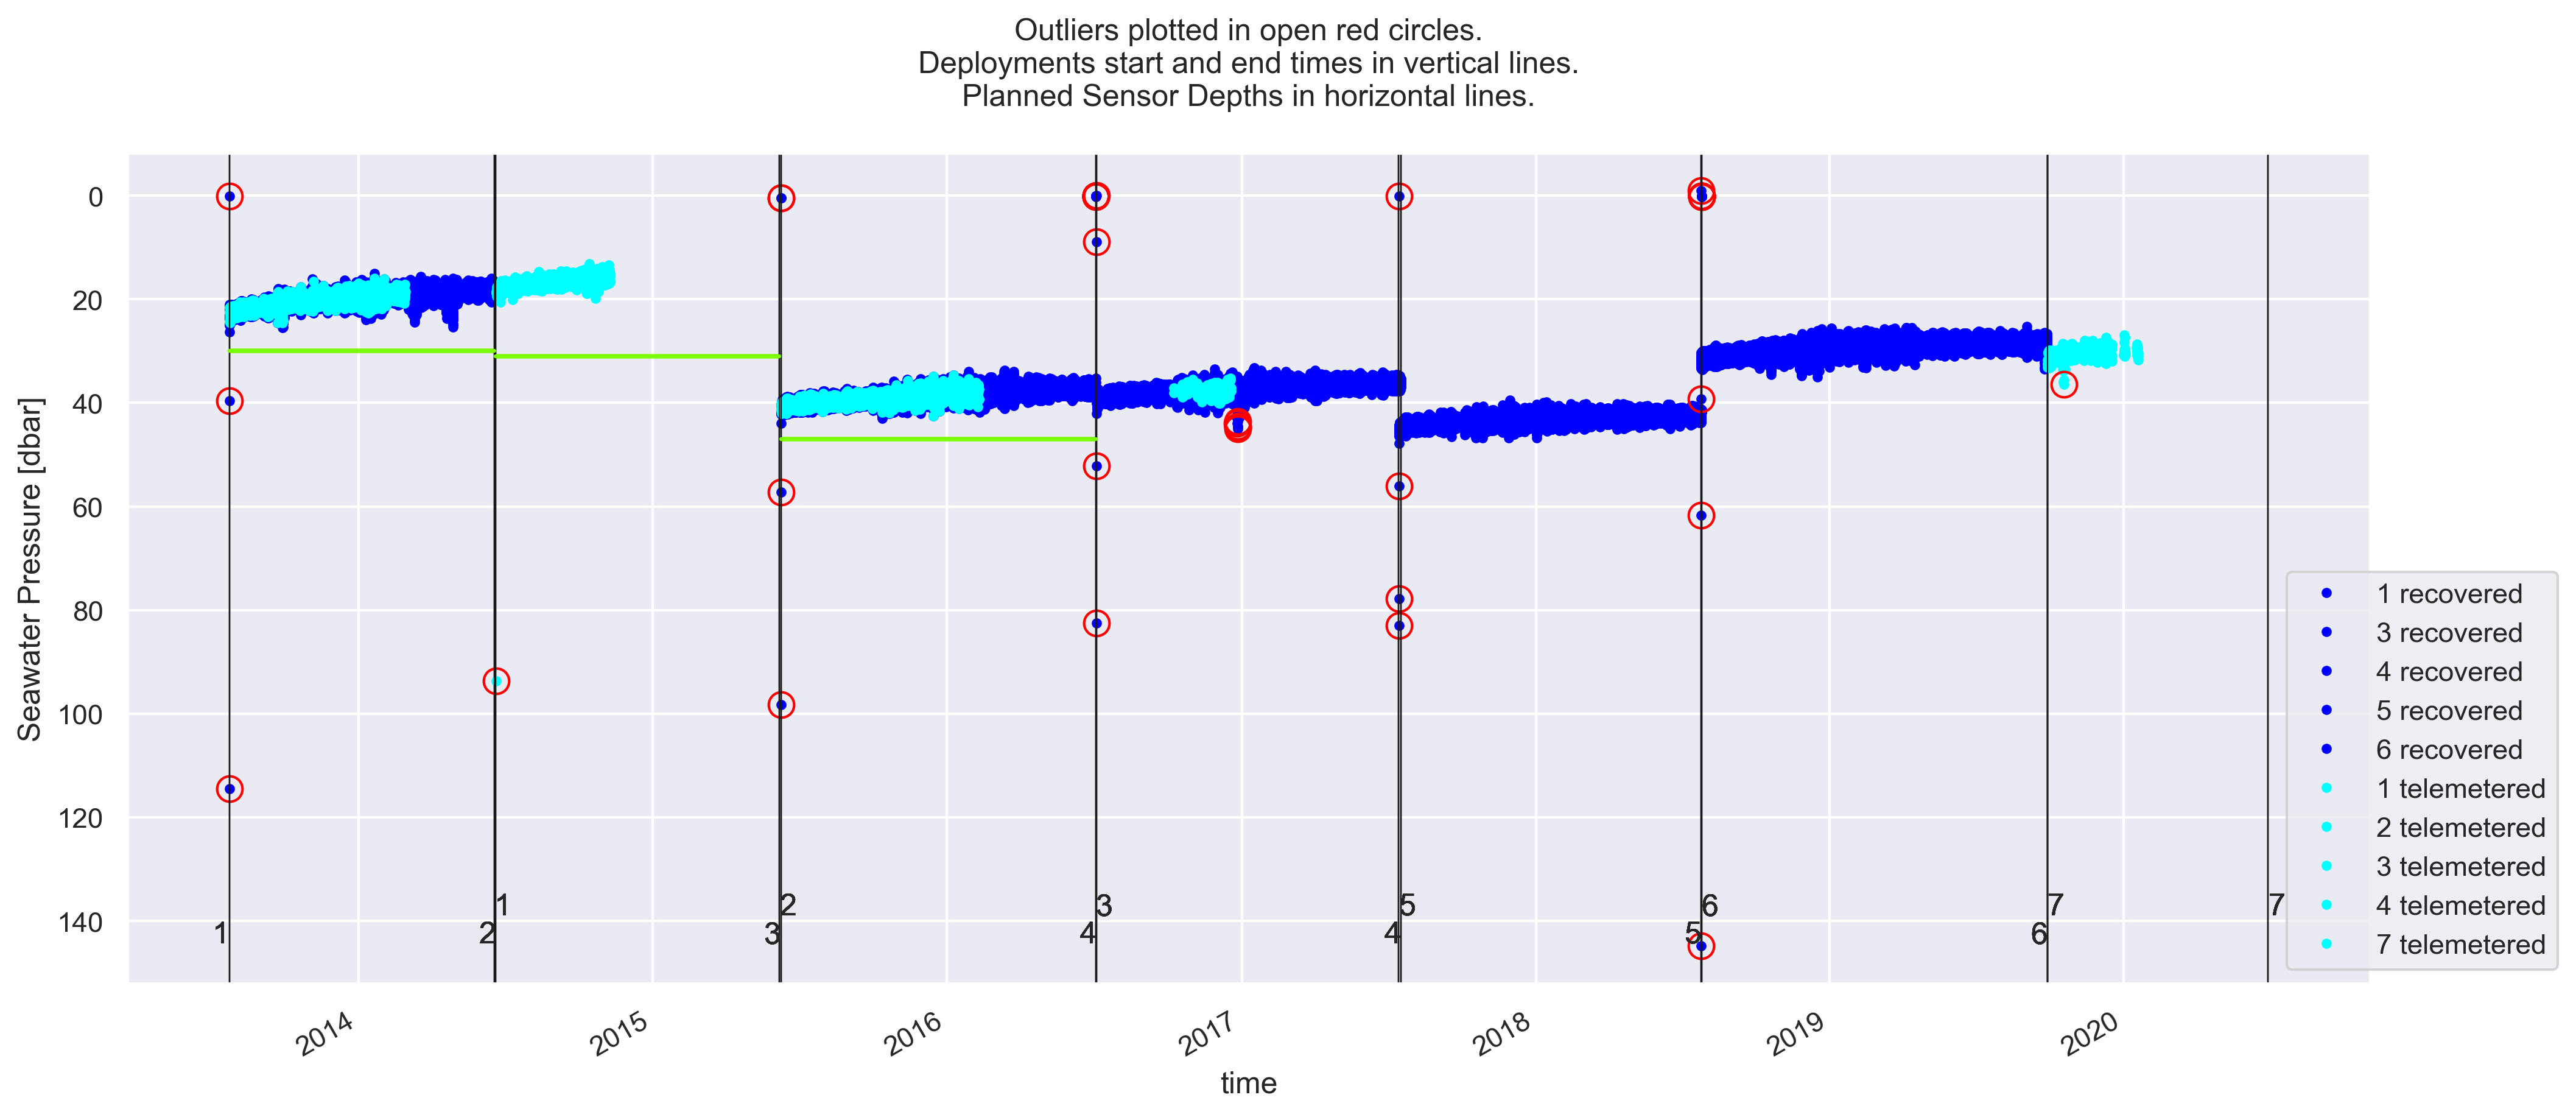 Outliers plotted in open red circles.
Deployments start and end times in vertical lines.
Planned Sensor Depths in horizontal lines.
Seawater Pressure [dbar]
0
20
40
60
80
100
120
140
1 2 3 5 6 7 7
1 2 3 4 4 5 6
1 recovered
3 recovered
4 recovered
5 recovered
6 recovered
1 telemetered
2 telemetered
3 telemetered
4 telemetered
7 telemetered
2014 2015 2016 2017 2018 2019 2020
time